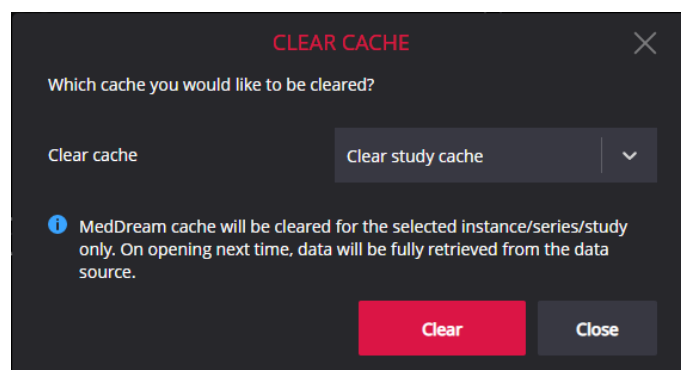 CLEAR CACHE
Which cache you would like to be cleared?
Clear cache
Clear study cache
MedDream cache will be cleared for the selected instance/series/study
only. On opening next time, data will be fully retrieved from the data
source.
Clear
Close